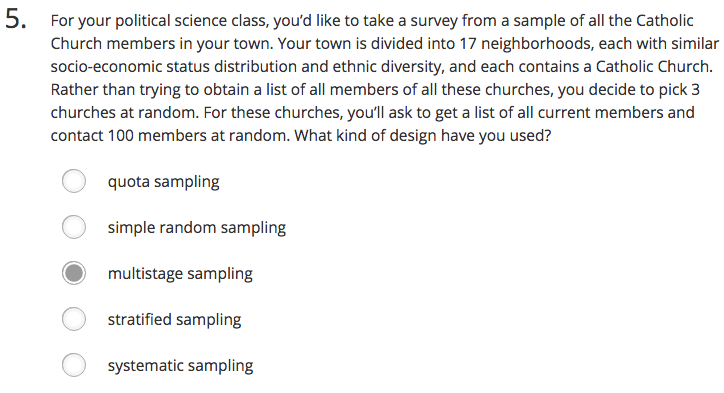 5. For your political science class, you'd like to take a survey from a sample of all the Catholic
Church members in your town. Your town is divided into 17 neighborhoods, each with similar
socio-economic status distribution and ethnic diversity, and each contains a Catholic Church.
Rather than trying to obtain a list of all members of all these churches, you decide to pick 3
churches at random. For these churches, you'll ask to get a list of all current members and
contact 100 members at random. What kind of design have you used?
quota sampling
simple random sampling
multistage sampling
stratified sampling
systematic sampling